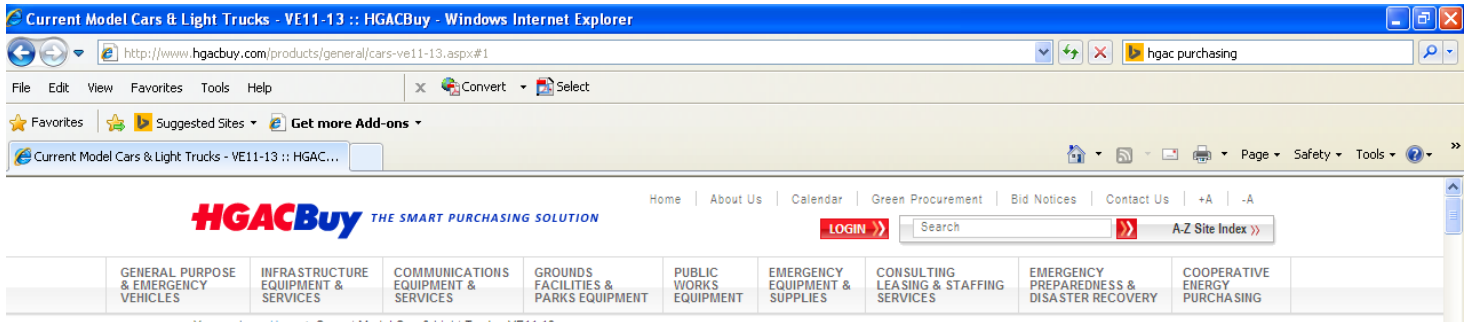 Current Model Cars & Light Trucks - VE11-13 :: HGACBuy - Windows Internet Explorer
http://www.hgacbuy.com/products/general/cars-ve11-13.aspx#1 hgac purchasing
File Edit View Favorites Tools Help x Convert Select
Favorites Suggested Sites Get more Add-ons
Current Model Cars & Light Trucks - VE11-13 :: HGAC... Page Safety Tools »
Home About Us Calendar Green Procurement Bid Notices Contact Us +A -A
HGACBuy THE SMART PURCHASING SOLUTION
LOGIN Search A-Z Site Index
GENERAL PURPOSE & EMERGENCY VEHICLES
INFRASTRUCTURE EQUIPMENT & SERVICES
COMMUNICATIONS EQUIPMENT & SERVICES
GROUNDS FACILITIES & PARKS EQUIPMENT
PUBLIC WORKS EQUIPMENT
EMERGENCY EQUIPMENT & SUPPLIES
CONSULTING LEASING & STAFFING SERVICES
EMERGENCY PREPAREDNESS & DISASTER RECOVERY
COOPERATIVE ENERGY PURCHASING